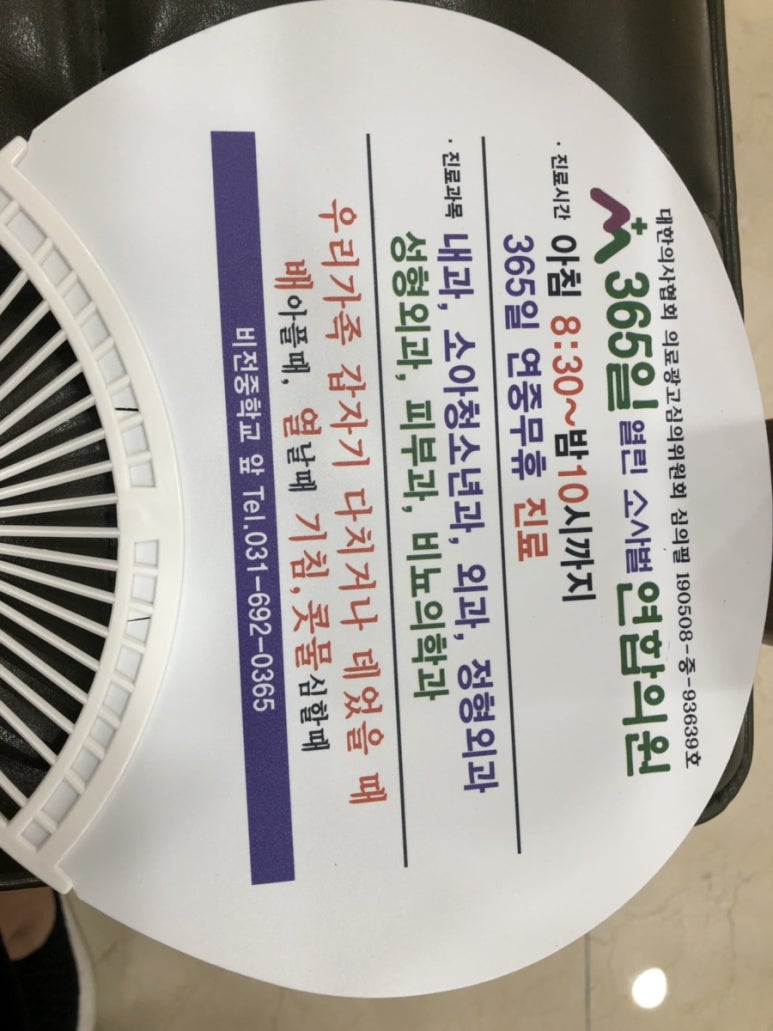 대한의사협회 의료광고심의위원회 심의필 190508-중-93639호
365일 열린 소사벌 연합의원
· 진료시간 아침 8:30~밤10시까지
365일 연중무휴 진료
· 진료과목 내과, 소아청소년과, 외과, 정형외과
성형외과, 피부과, 비뇨의학과
우리가족 갑자기 다치거나 데었을 때
배아플때, 열날때 기침,콧물심할때
비전중학교 앞 Tel.031-692-0365